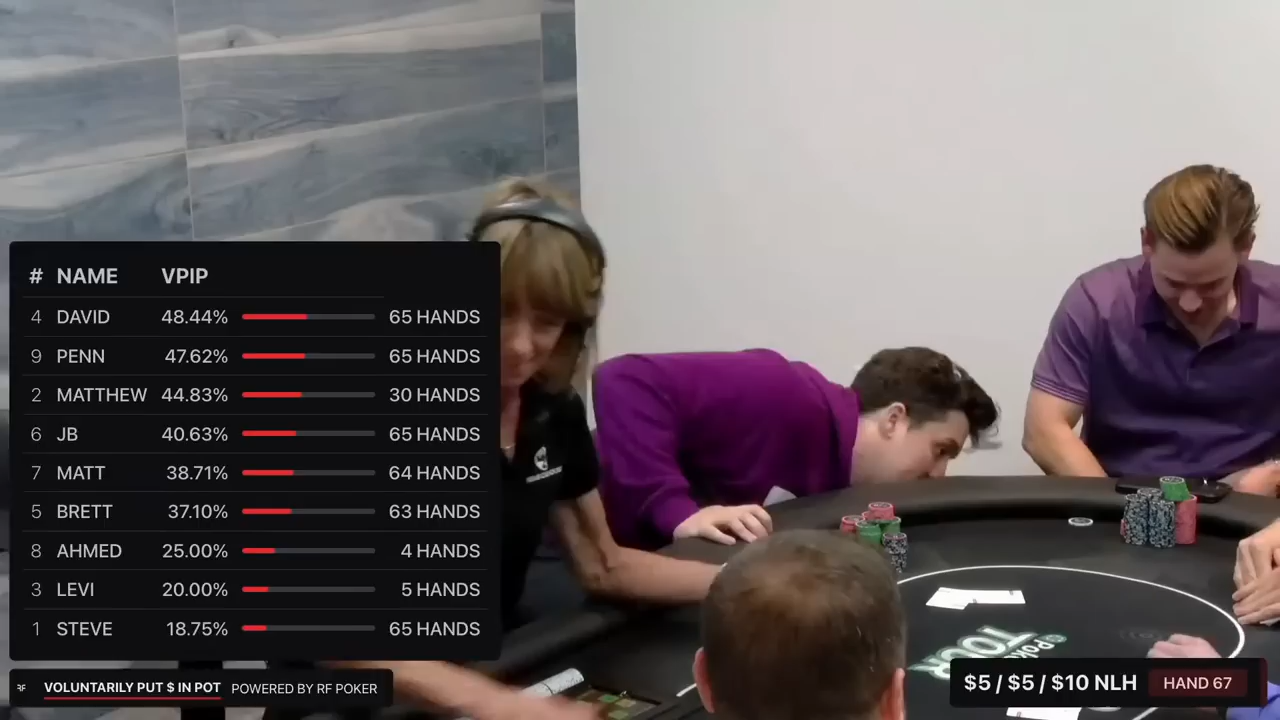 # NAME VPIP
4 DAVID 48.44% 65 HANDS
9 PENN 47.62% 65 HANDS
2 MATTHEW 44.83% 30 HANDS
6 JB 40.63% 65 HANDS
7 MATT 38.71% 64 HANDS
5 BRETT 37.10% 63 HANDS
8 AHMED 25.00% 4 HANDS
3 LEVI 20.00% 5 HANDS
1 STEVE 18.75% 65 HANDS
RF VOLUNTARILY PUT $ IN POT POWERED BY RF POKER
$5 / $5 / $10 NLH HAND 67
TOUR